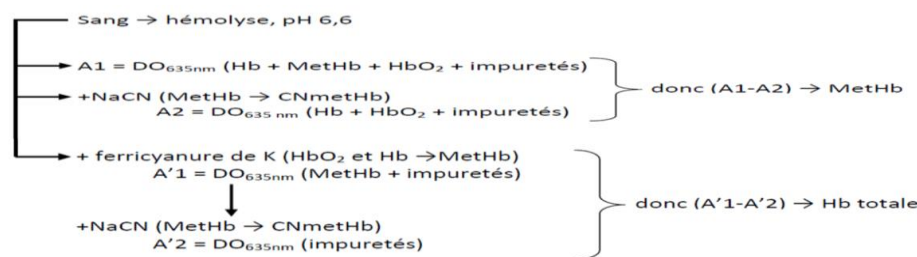 Sang → hémolyse, pH 6,6
A1 = DO635nm (Hb + MetHb + HbO2 + impuretés)
+NaCN (MetHb → CNmetHb)
A2 = DO635 nm (Hb + HbO2 + impuretés)
donc (A1-A2) → MetHb
+ ferricyanure de K (HbO2 et Hb →MetHb)
A'1 = DO635nm (MetHb + impuretés)
+NaCN (MetHb → CNmetHb)
A'2 = DO635nm (impuretés)
donc (A'1-A'2) → Hb totale